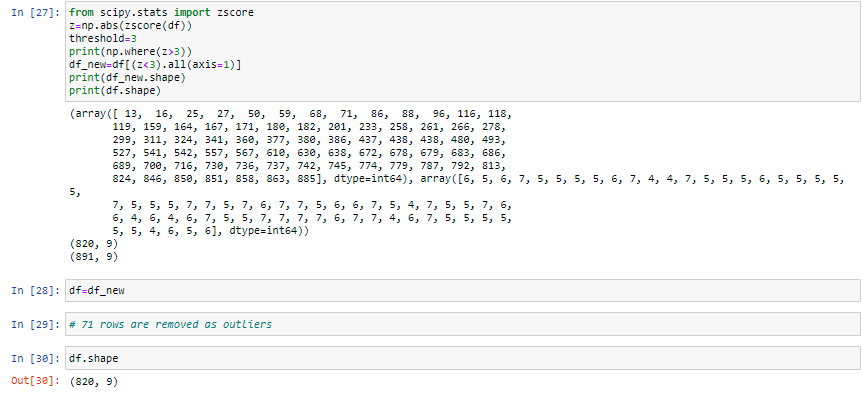 In [27]: from scipy.stats import zscore
z=np.abs(zscore(df))
threshold=3
print(np.where(z>3))
df_new=df[(z<3).all(axis=1)]
print(df_new.shape)
print(df.shape)
(array([ 13, 16, 25, 27, 50, 59, 68, 71, 86, 88, 96, 116, 118,
119, 159, 164, 167, 171, 180, 182, 201, 233, 258, 261, 266, 278,
299, 311, 324, 341, 360, 377, 380, 386, 437, 438, 438, 480, 493,
527, 541, 542, 557, 567, 610, 630, 638, 672, 678, 679, 683, 686,
689, 700, 716, 730, 736, 737, 742, 745, 774, 779, 787, 792, 813,
824, 846, 850, 851, 858, 863, 885], dtype=int64), array([6, 5, 6, 7, 5, 5, 5, 5, 6, 7, 4, 4, 7, 5, 5, 5, 6, 5, 5, 5, 5,
5,
7, 5, 5, 5, 7, 7, 5, 7, 6, 7, 7, 5, 6, 6, 7, 5, 4, 7, 5, 5, 7, 6,
6, 4, 6, 4, 6, 7, 5, 5, 7, 7, 7, 7, 6, 7, 7, 4, 6, 7, 5, 5, 5, 5,
5, 5, 4, 6, 5, 6], dtype=int64))
(820, 9)
(891, 9)
In [28]: df=df_new
In [29]: # 71 rows are removed as outliers
In [30]: df.shape
Out[30]: (820, 9)